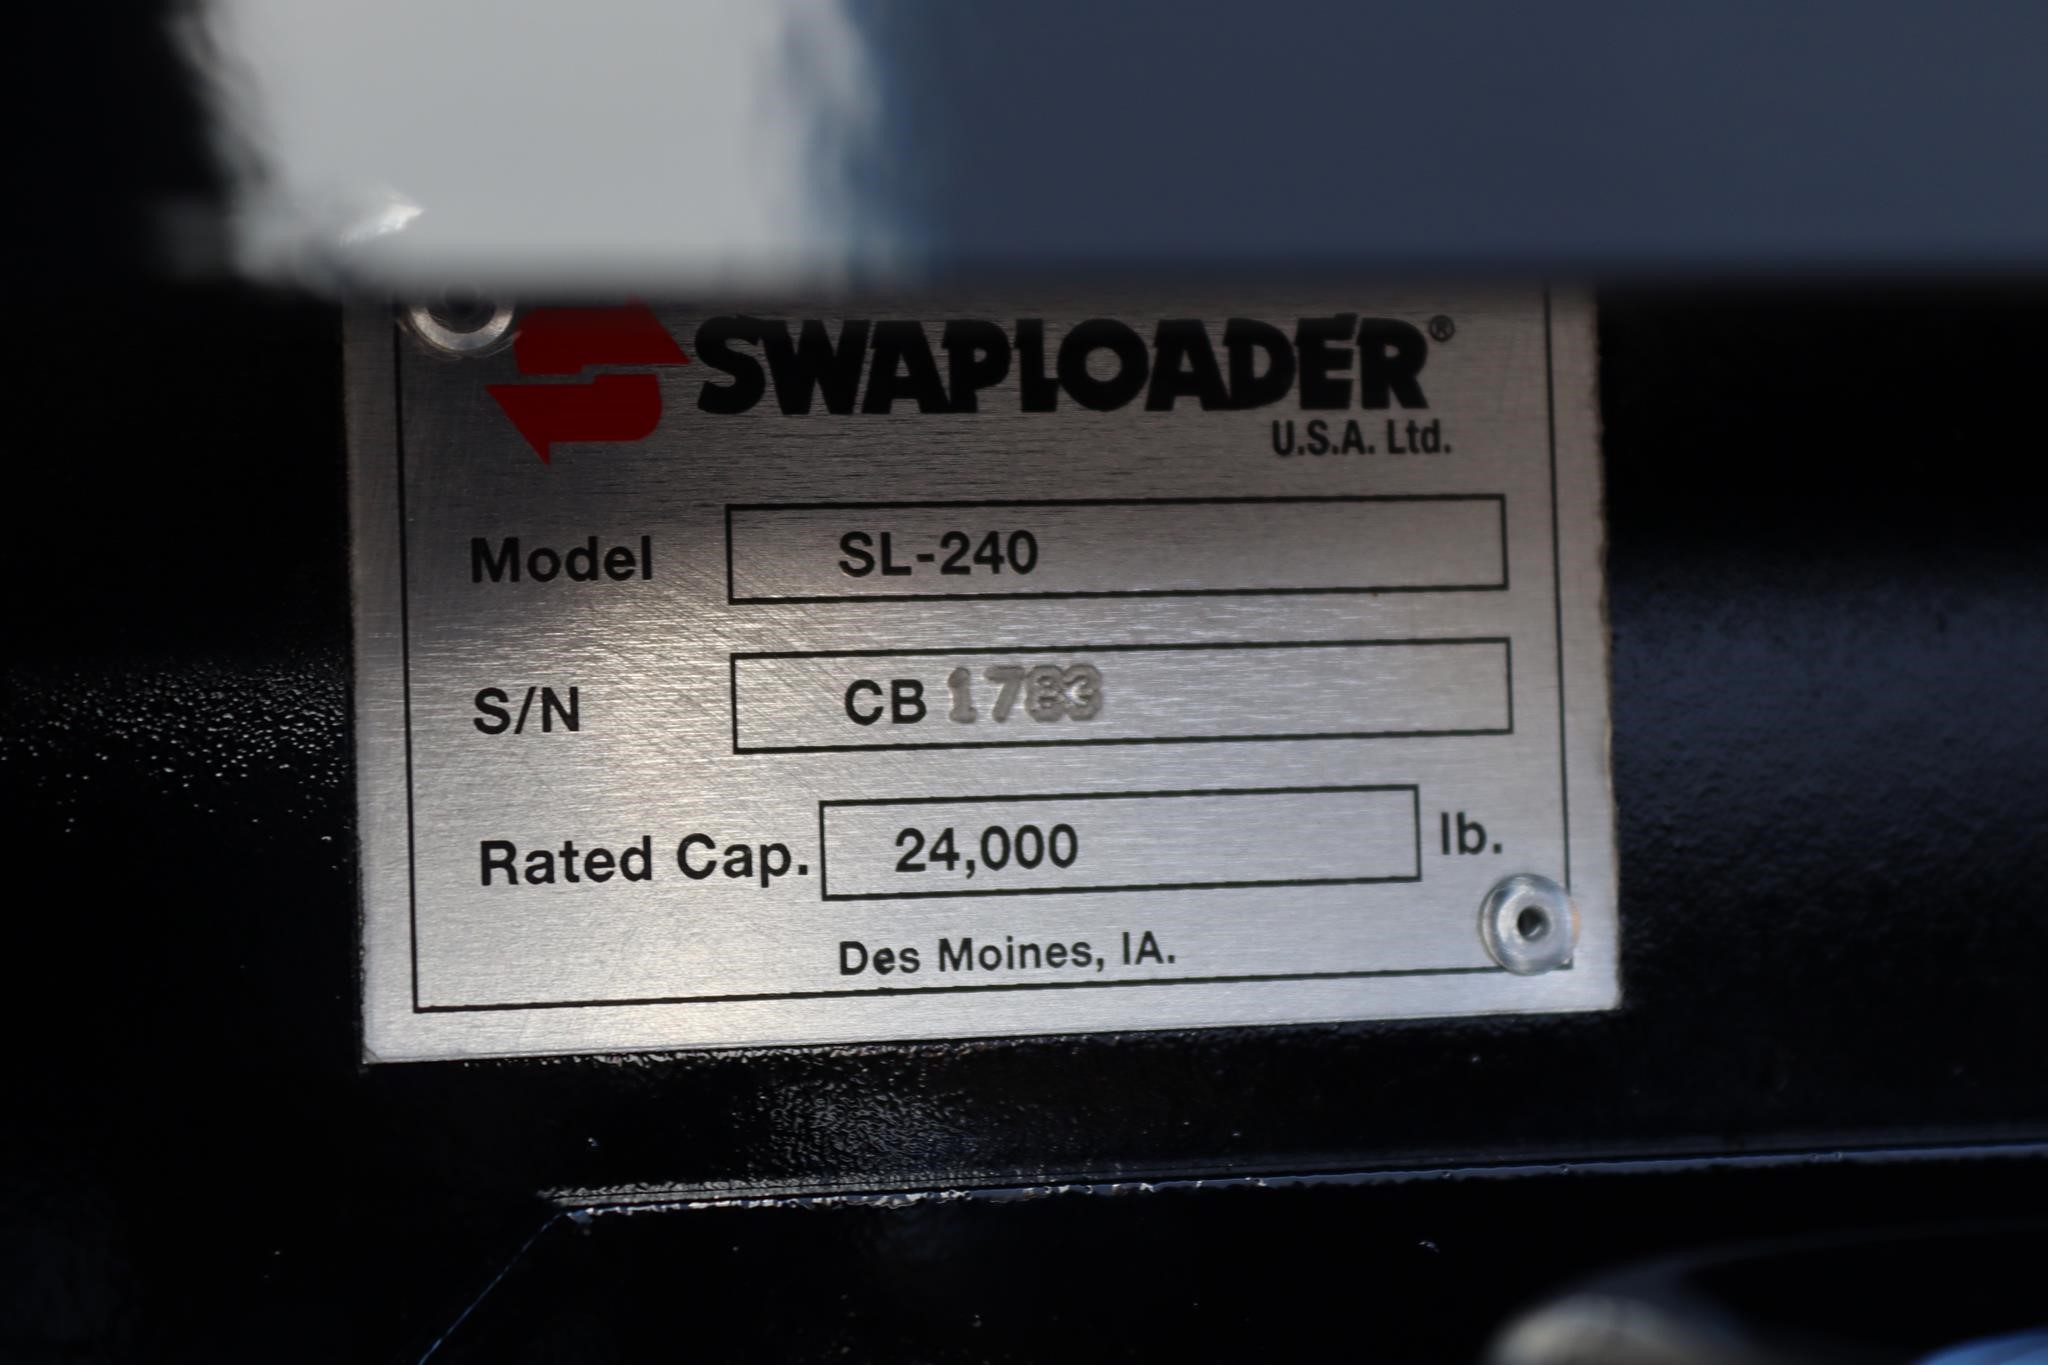 SWAPLOADER®
U.S.A. Ltd.
Model SL-240
S/N CB 1783
Rated Cap. 24,000 lb.
Des Moines, IA.